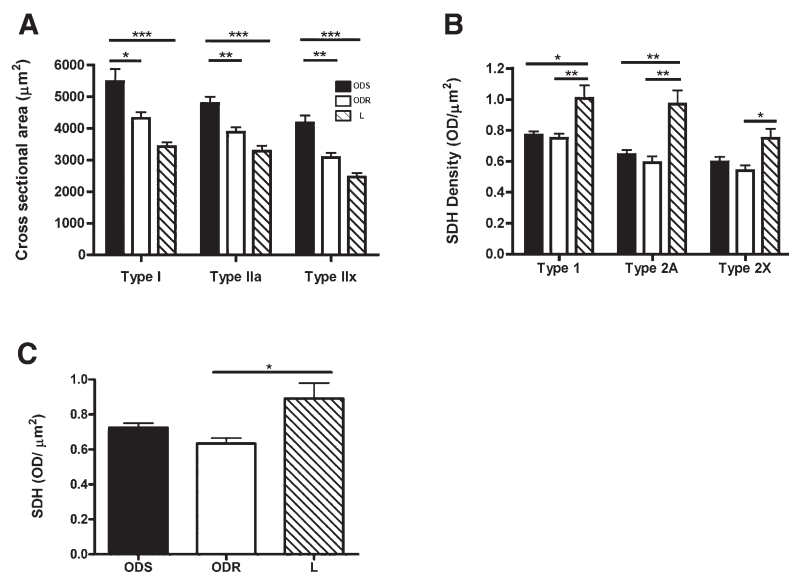 A
*** *** ***
* ** **
Cross sectional area (μm²)
6000
5000
4000
3000
2000
1000
0
ODS
ODR
L
Type I Type IIa Type IIx
B
* **
** **
*
SDH Density (OD/μm²)
1.2
1.0
0.8
0.6
0.4
0.2
0.0
Type 1 Type 2A Type 2X
C
*
SDH (OD/ μm²)
1.0
0.8
0.6
0.4
0.2
0.0
ODS ODR L